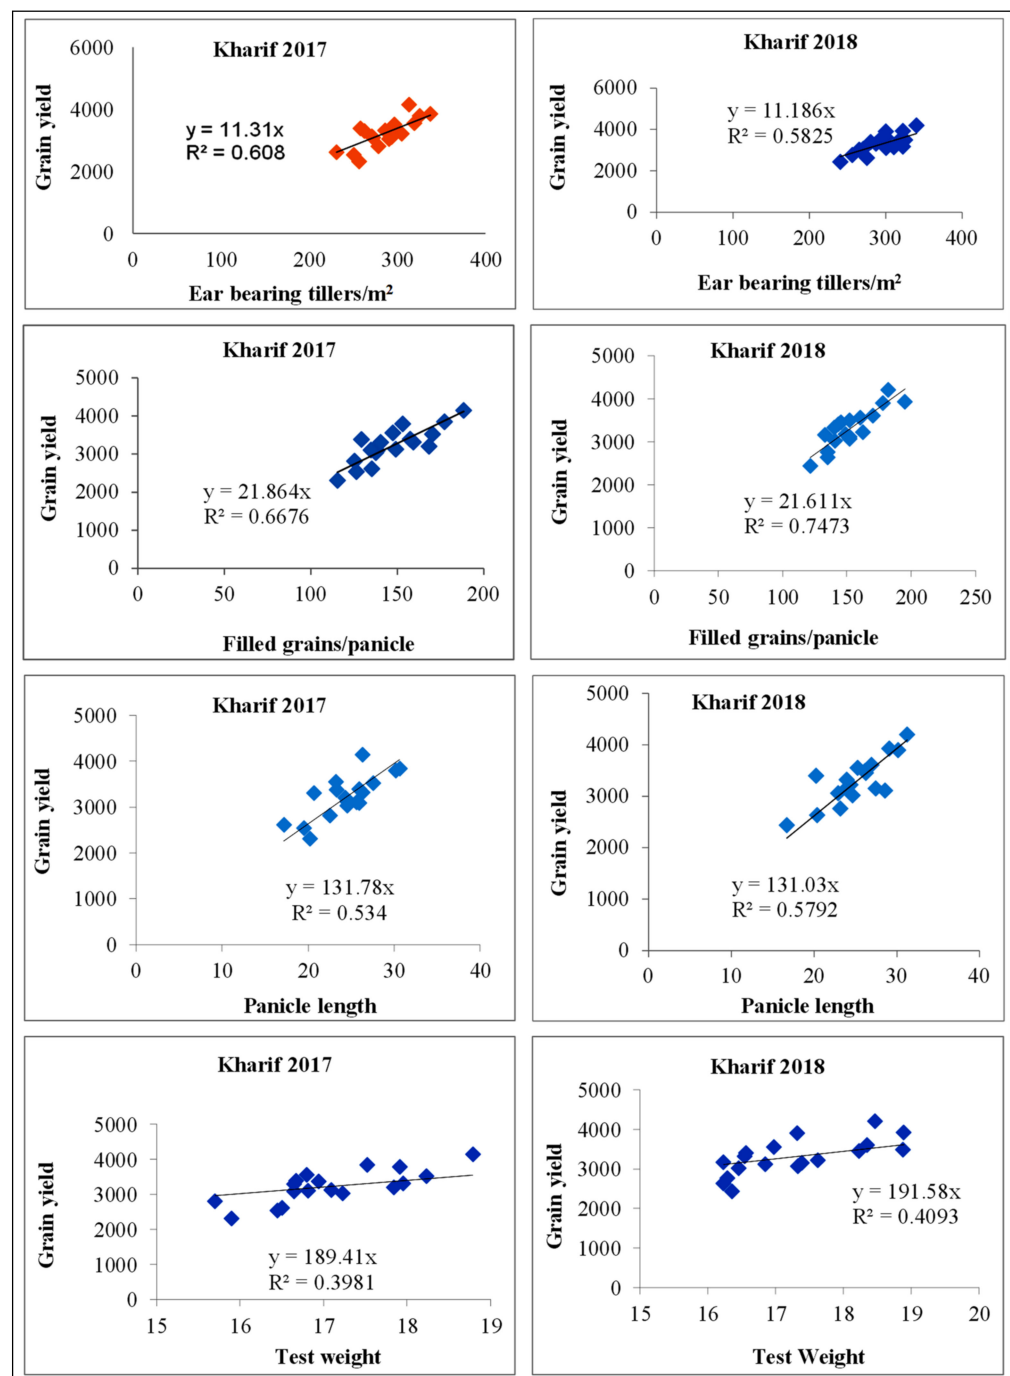 Kharif 2017
Grain yield
6000
4000
2000
0
y = 11.31x
R² = 0.608
0 100 200 300 400
Ear bearing tillers/m²
Kharif 2018
Grain yield
6000
4000
2000
0
y = 11.186x
R² = 0.5825
0 100 200 300 400
Ear bearing tillers/m²
Kharif 2017
Grain yield
5000
4000
3000
2000
1000
0
y = 21.864x
R² = 0.6676
0 50 100 150 200
Filled grains/panicle
Kharif 2018
Grain yield
5000
4000
3000
2000
1000
0
y = 21.611x
R² = 0.7473
0 50 100 150 200 250
Filled grains/panicle
Kharif 2017
Grain yield
5000
4000
3000
2000
1000
0
y = 131.78x
R² = 0.534
0 10 20 30 40
Panicle length
Kharif 2018
Grain yield
5000
4000
3000
2000
1000
0
y = 131.03x
R² = 0.5792
0 10 20 30 40
Panicle length
Kharif 2017
Grain yield
5000
4000
3000
2000
1000
0
y = 189.41x
R² = 0.3981
15 16 17 18 19
Test weight
Kharif 2018
Grain yield
5000
4000
3000
2000
1000
0
y = 191.58x
R² = 0.4093
15 16 17 18 19 20
Test Weight